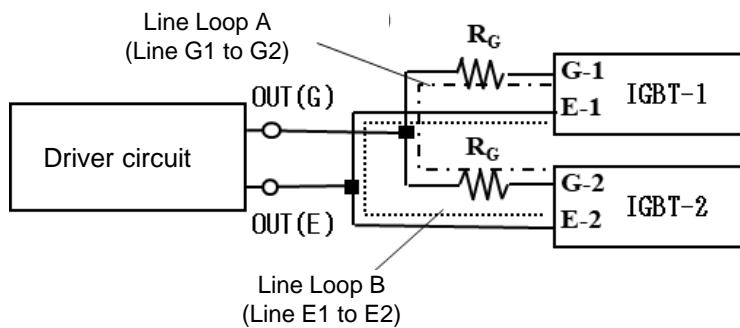 Line Loop A
(Line G1 to G2)
)
RG
G-1
IGBT-1
E-1
OUT(G)
Driver circuit
RG
G-2
IGBT-2
E-2
OUT(E)
Line Loop B
(Line E1 to E2)